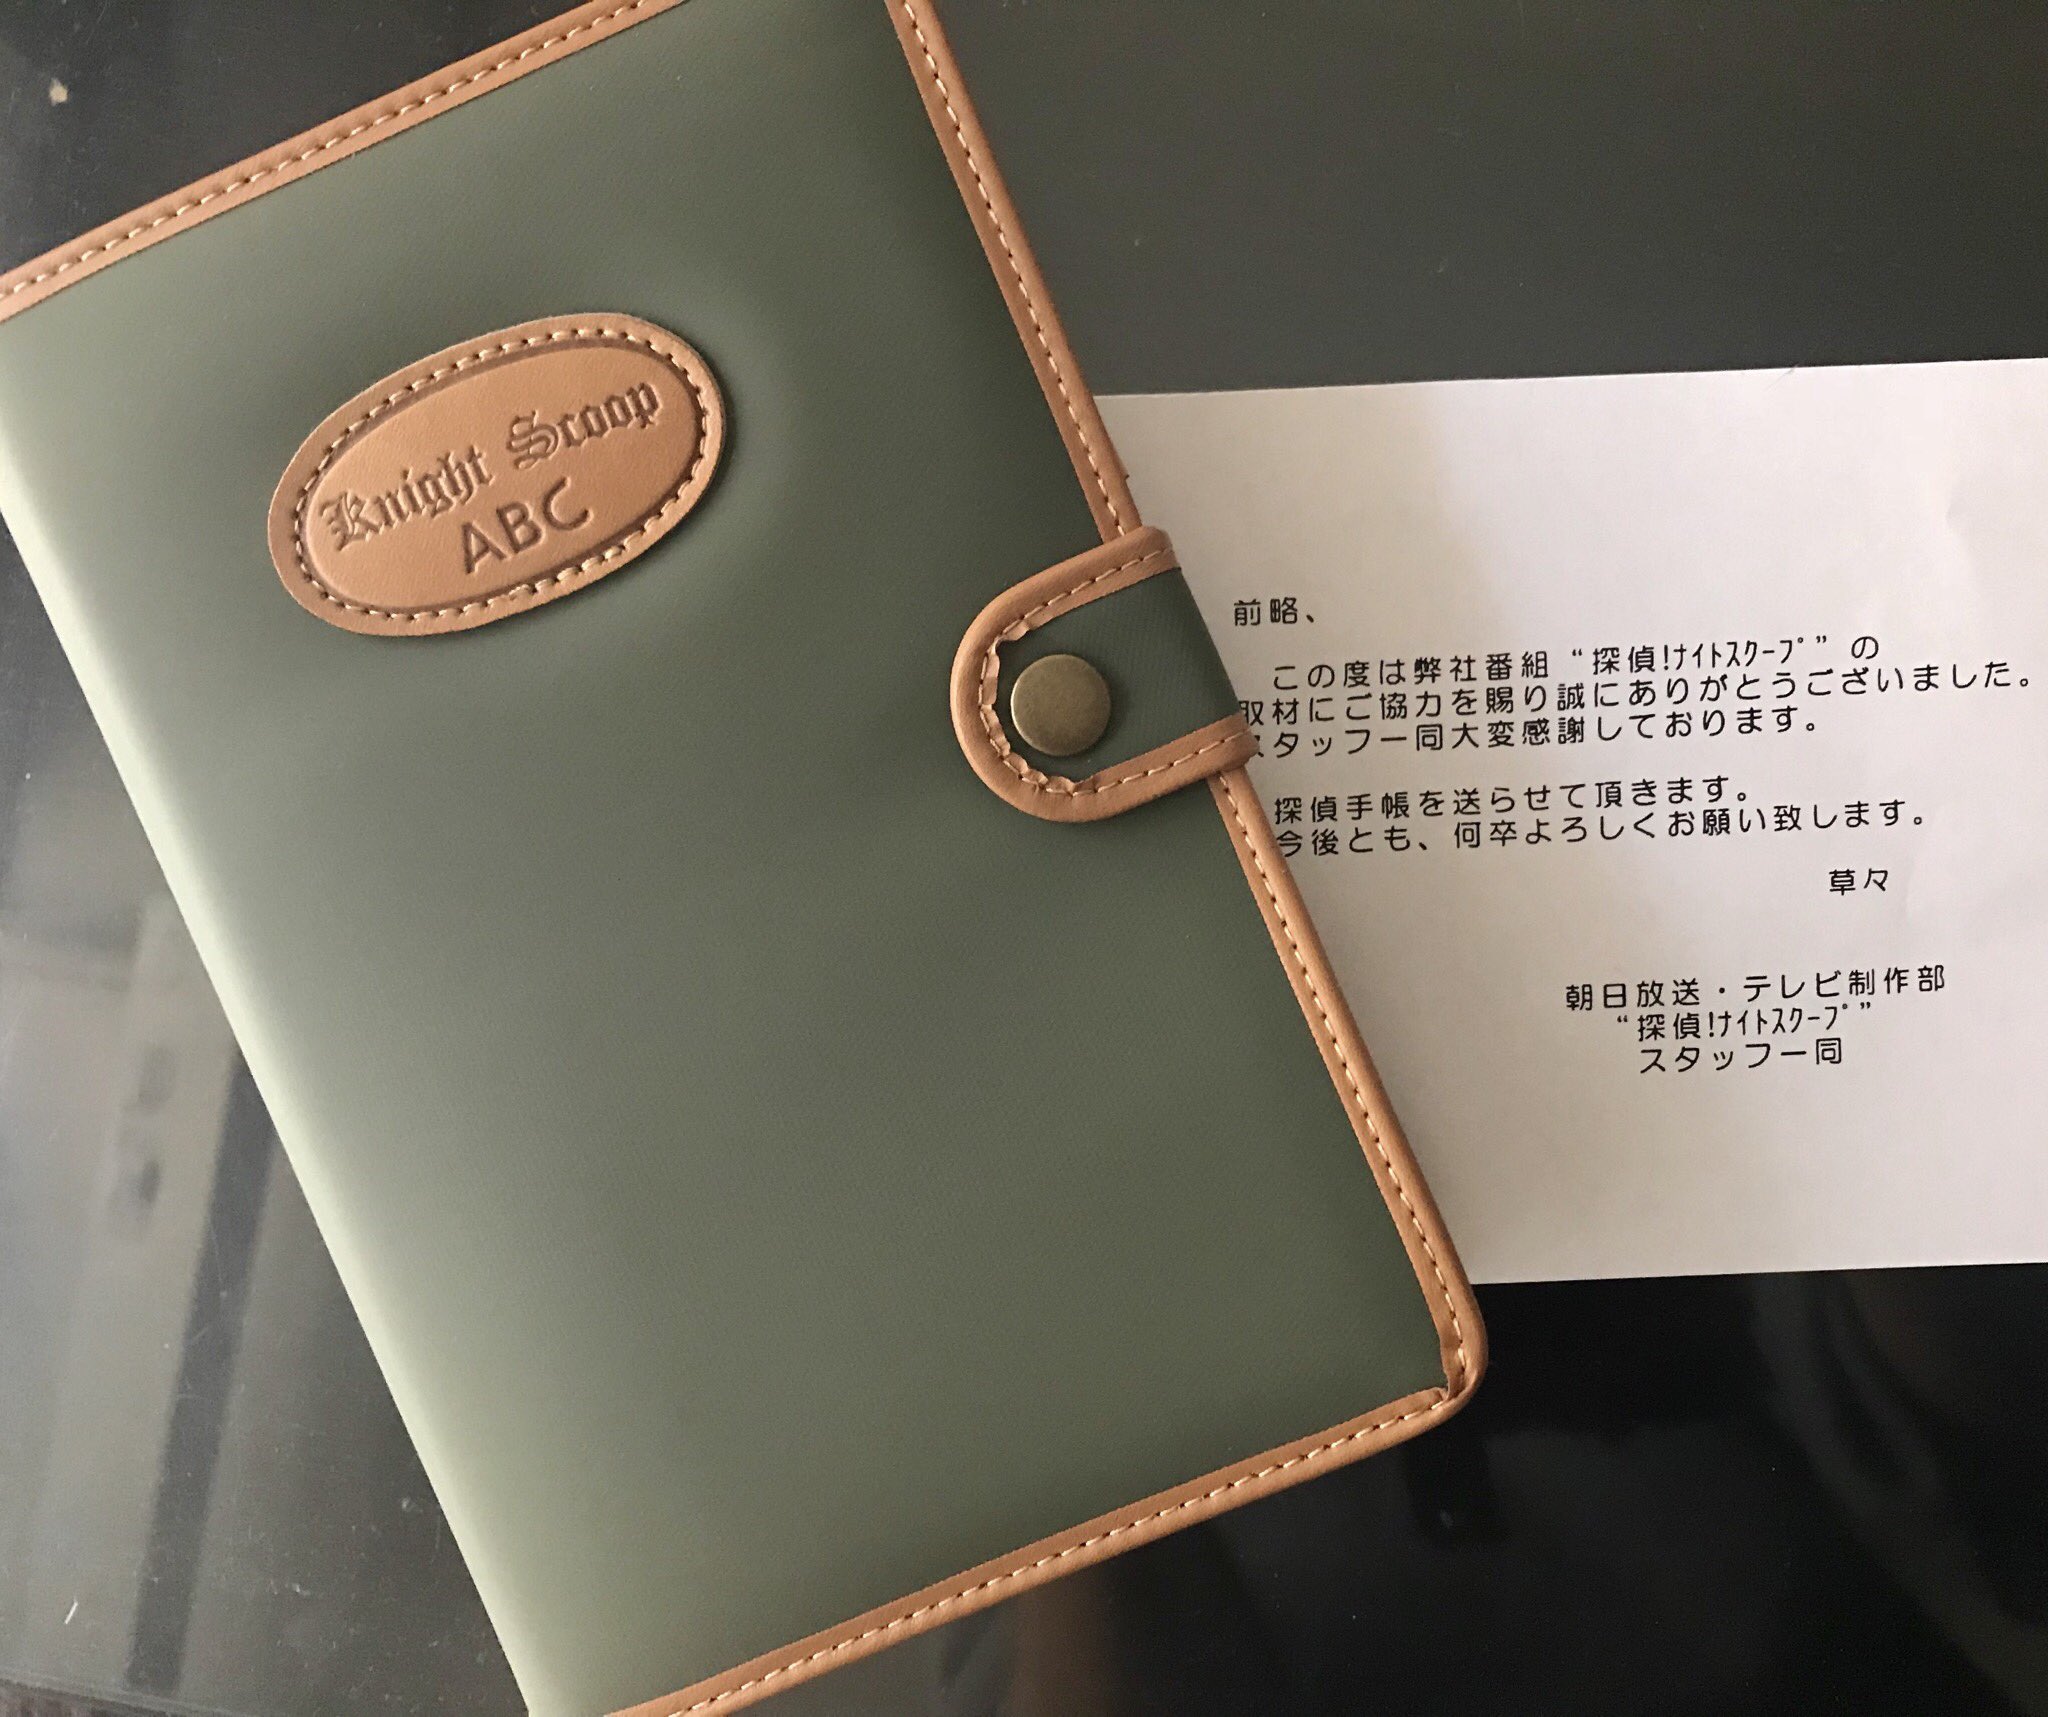 Knight Scoop
ABC
前略、
この度は弊社番組“探偵!ﾅｲﾄｽｸｰﾌﾟ”の
取材にご協力を賜り誠にありがとうございました。
スタッフ一同大変感謝しております。
探偵手帳を送らせて頂きます。
今後とも、何卒よろしくお願い致します。
草々
朝日放送・テレビ制作部
“探偵!ﾅｲﾄｽｸｰﾌﾟ”
スタッフ一同